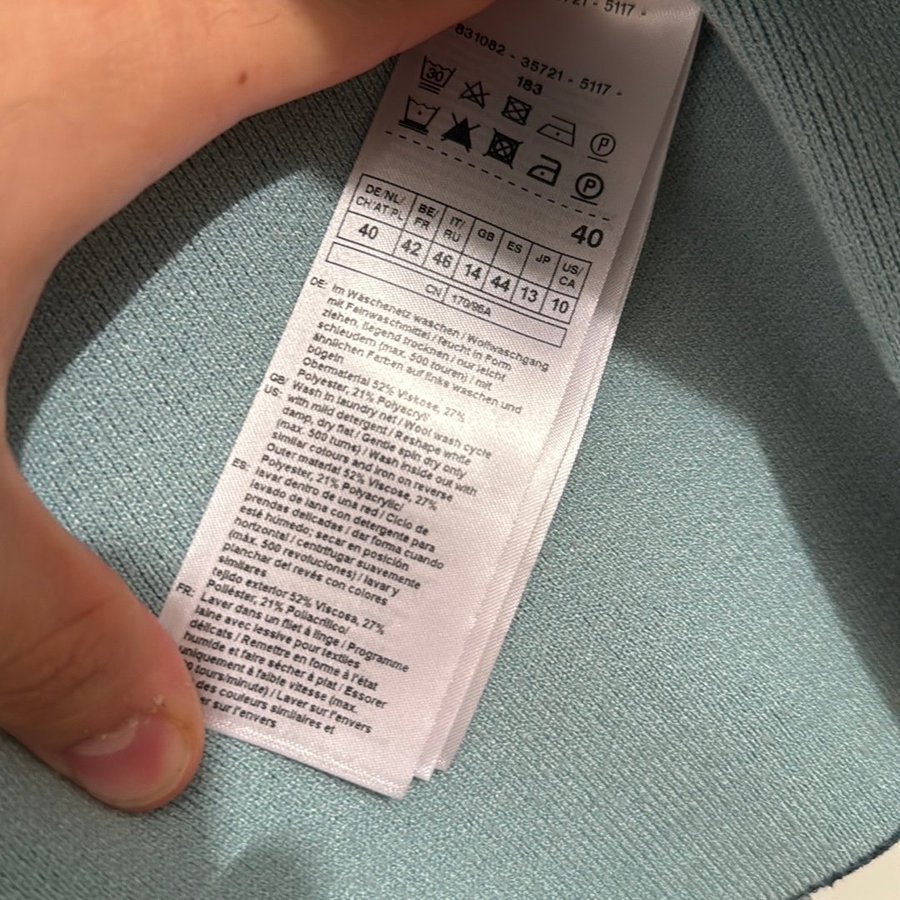 721 - 5117 -
831082 - 35721 - 5117 -
183
30
P
P
40
DE/NL/ CH/AT PL BE/ FR IT/ RU GB ES JP US/ CA
40 42 46 14 44 13 10
CN 170/96A
DE: Im Wäschenetz waschen / Wollwaschgang
mit Feinwaschmittel / feucht in Form
ziehen, liegend trocknen / nur leicht
schleudern (max. 500 touren) / mit
ähnlichen Farben auf links waschen und
bügeln
Obermaterial 52% Viskose, 27%
Polyester, 21% Polyacryl
GB/ US: Wash in laundry net / Wool wash cycle
with mild detergent / Reshape while
damp, dry flat / Gentle spin dry only
(max. 500 turns) / Wash inside out with
similar colours and iron on reverse
Outer material 52% Viscose, 27%
Polyester, 21% Polyacrylic/
ES: lavar dentro de una red / Ciclo de
lavado de lana con detergente para
prendas delicadas / dar forma cuando
esté húmedo; secar en posición
horizontal / centrifugar suavemente
(máx. 500 revoluciones) / lavar y
planchar del revés con colores
similares
tejido exterior 52% Viscosa, 27%
Poliéster, 21% Poliacrílico/
FR: Laver dans un filet à linge / Programme
laine avec lessive pour textiles
délicats / Remettre en forme à l'état
humide et faire sécher à plat / Essorer
uniquement à faible vitesse (max.
0 tours/minute) / Laver sur l'envers
des couleurs similaires et
er sur l'envers